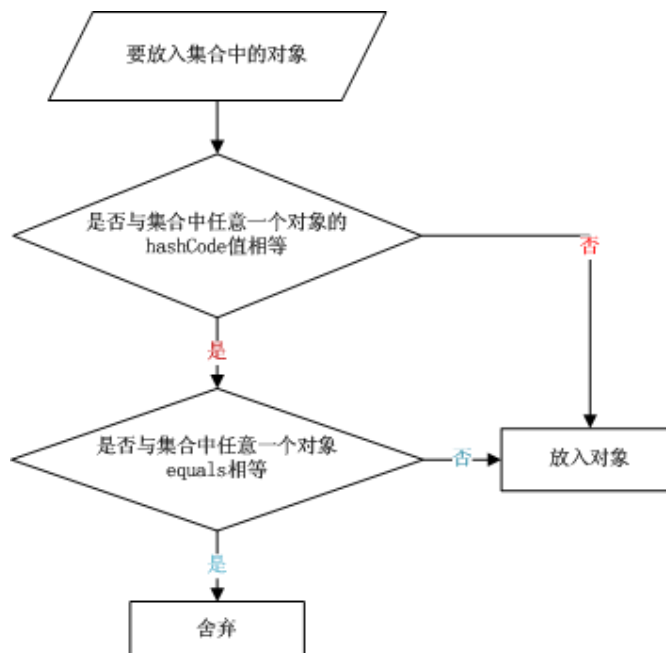 要放入集合中的对象
是否与集合中任意一个对象的
hashCode值相等
否
是
是否与集合中任意一个对象
equals相等
否
放入对象
是
舍弃